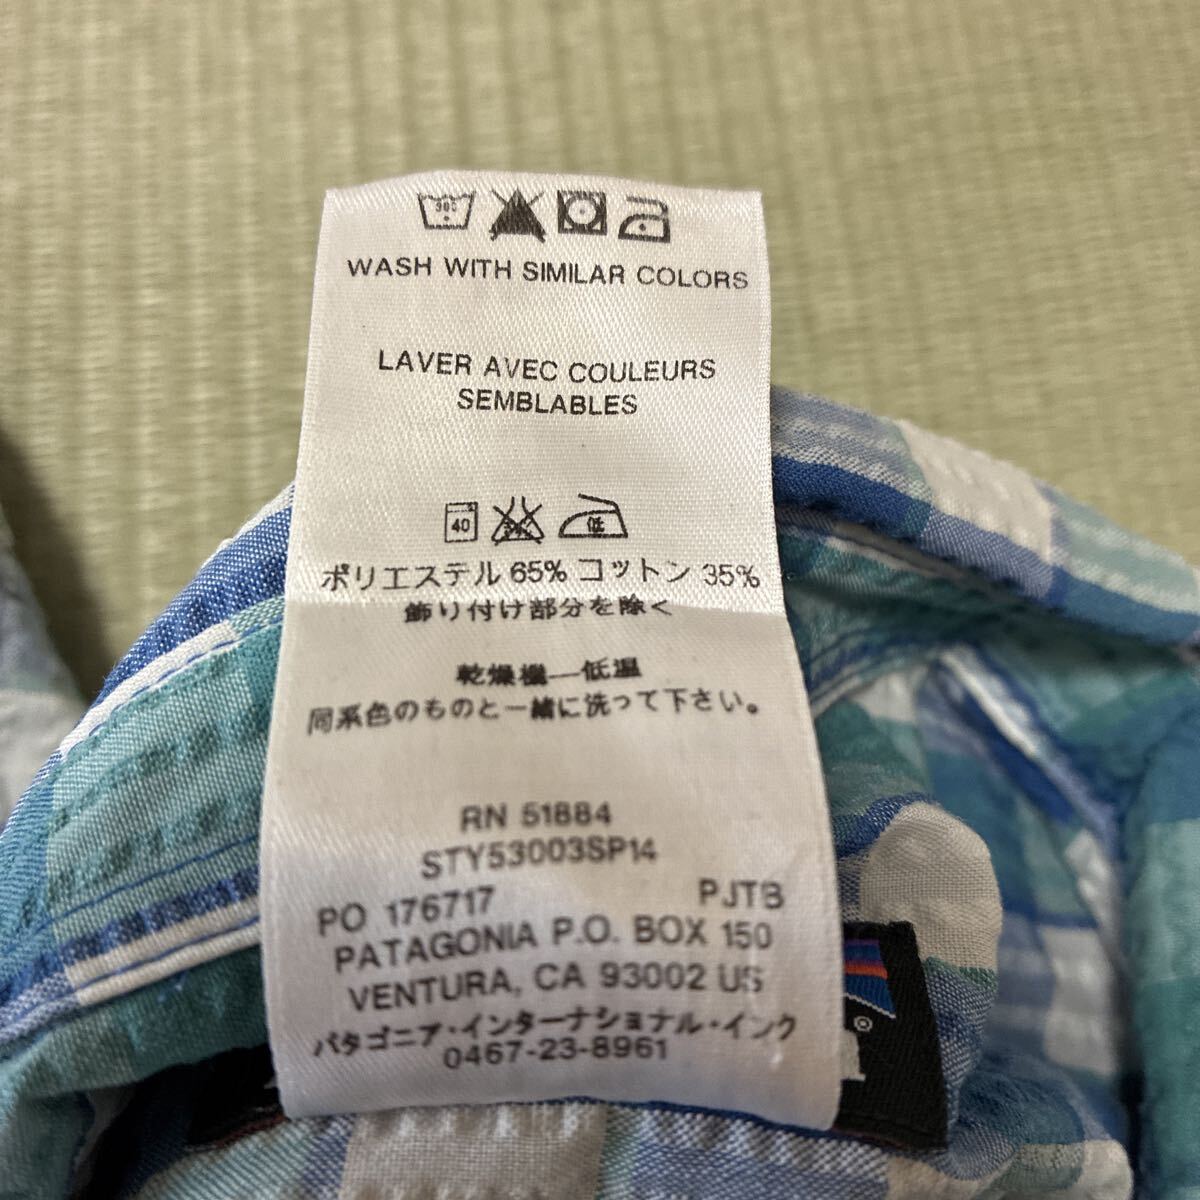 WASH WITH SIMILAR COLORS
LAVER AVEC COULEURS
SEMBLABLES
40
低
ポリエステル 65% コットン 35%
飾り付け部分を除く
乾燥機—低温
同系色のものと一緒に洗って下さい。
RN 51884
STY53003SP14
PO 176717 PJTB
PATAGONIA P.O. BOX 150
VENTURA, CA 93002 US
パタゴニア・インターナショナル・インク
0467-23-8961
®